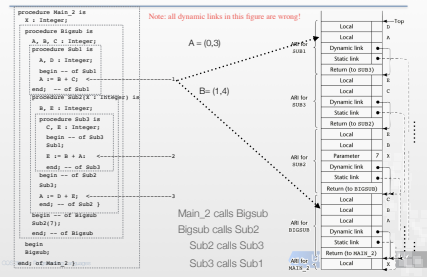 procedure Main_2 is
X : Integer;
procedure Bigsub is
A, B, C : Integer;
procedure Sub1 is
A, D : Integer;
begin -- of Sub1
A := B + C; <-----------1
end; -- of Sub1
procedure Sub2(X : Integer) is
B, E : Integer;
procedure Sub3 is
C, E : Integer;
begin -- of Sub3
Sub1;
E := B + A: <-----------2
end; -- of Sub3
begin -- of Sub2
Sub3;
A := D + E; <-----------3
end; -- of Sub2 }
begin -- of Bigsub
Sub2(7);
end; -- of Bigsub
begin
Bigsub;
end; of Main_2 }
Note: all dynamic links in this figure are wrong!
A = (0,3)
B= (1,4)
Main_2 calls Bigsub
Bigsub calls Sub2
Sub2 calls Sub3
Sub3 calls Sub1
Top
ARI for
SUB1
Local D
Local A
Dynamic link
Static link
Return (to SUB3)
ARI for
SUB3
Local E
Local C
Dynamic link
Static link
Return (to SUB2)
ARI for
SUB2
Local E
Local B
Parameter 7 X
Dynamic link
Static link
Return (to BIGSUB)
ARI for
BIGSUB
Local C
Local B
Local A
Dynamic link
Static link
Return (to MAIN_2)
ARI for
MAIN_2
Local X